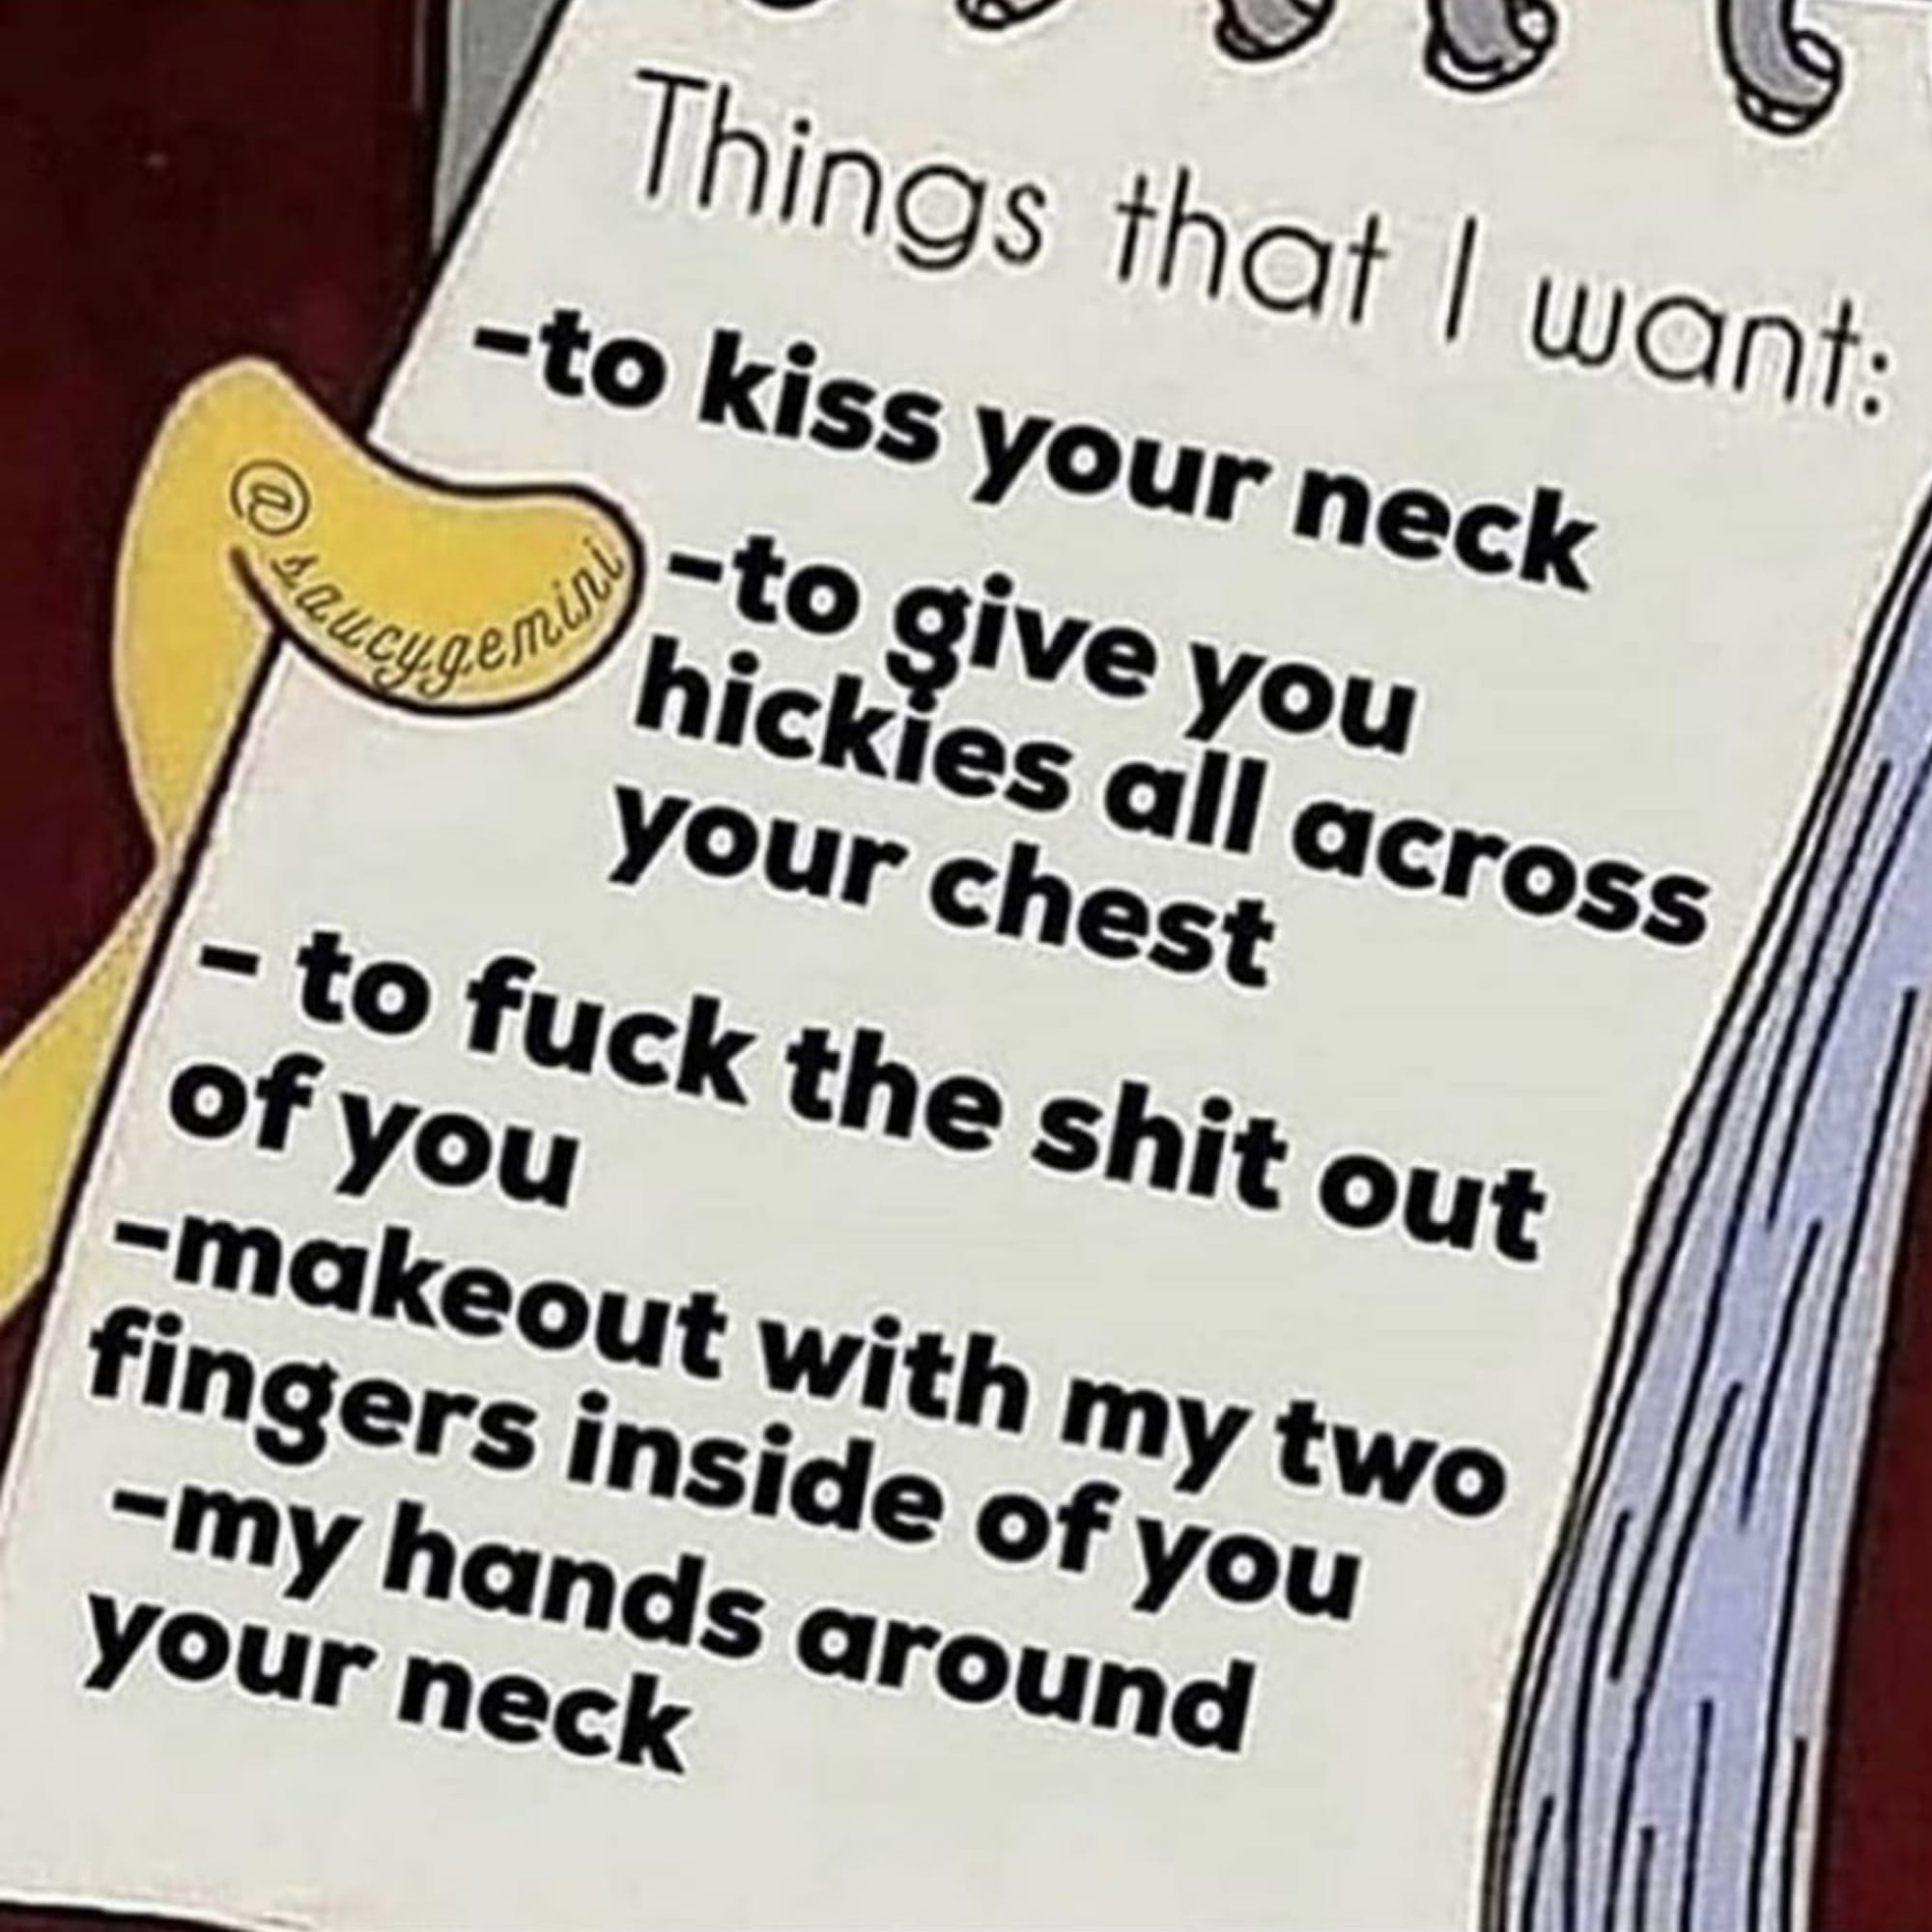 Things that I want:
-to kiss your neck
@saucygemini
-to give you
hickies all across
your chest
- to fuck the shit out
of you
-makeout with my two
fingers inside of you
-my hands around
your neck